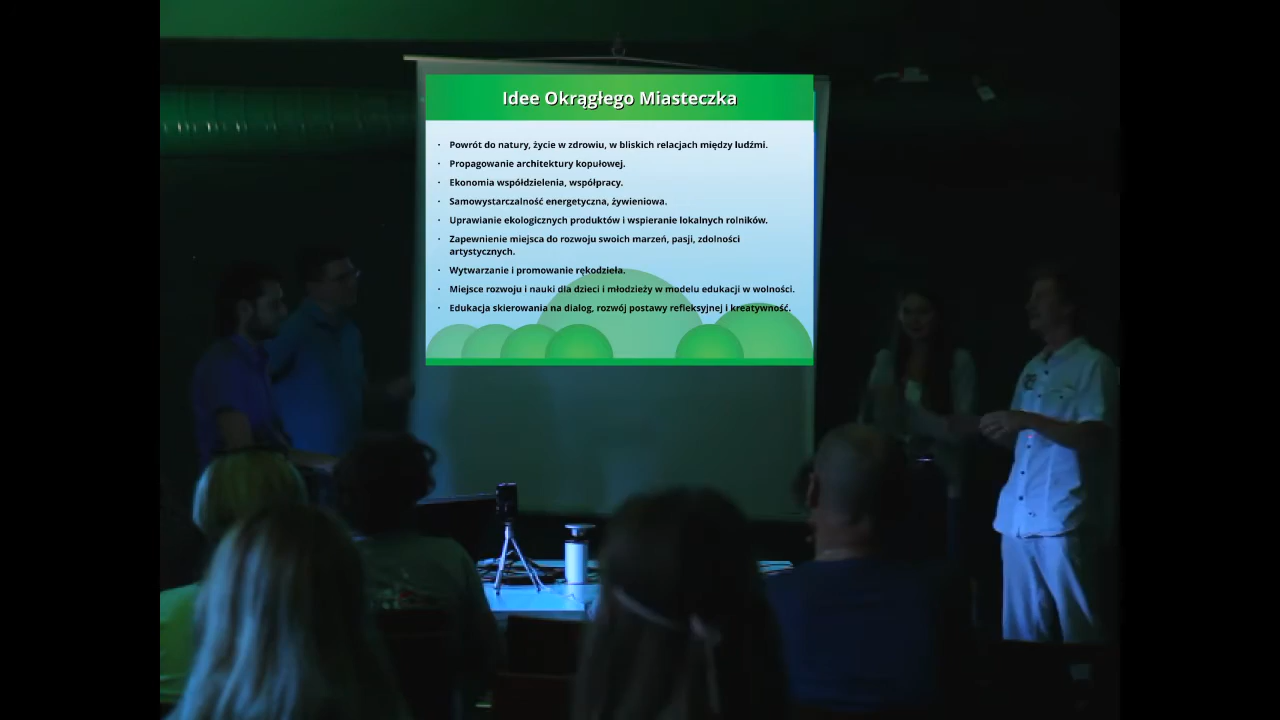 Idee Okrągłego Miasteczka
· Powrót do natury, życie w zdrowiu, w bliskich relacjach między ludźmi.
· Propagowanie architektury kopułowej.
· Ekonomia współdzielenia, współpracy.
· Samowystarczalność energetyczna, żywieniowa.
· Uprawianie ekologicznych produktów i wspieranie lokalnych rolników.
· Zapewnienie miejsca do rozwoju swoich marzeń, pasji, zdolności
artystycznych.
· Wytwarzanie i promowanie rękodzieła.
· Miejsce rozwoju i nauki dla dzieci i młodzieży w modelu edukacji w wolności.
· Edukacja skierowania na dialog, rozwój postawy refleksyjnej i kreatywność.